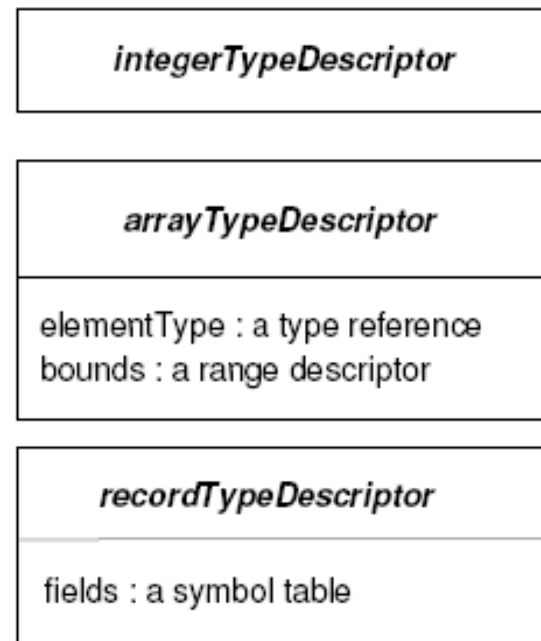 integerTypeDescriptor
arrayTypeDescriptor
elementType : a type reference
bounds : a range descriptor
recordTypeDescriptor
fields : a symbol table